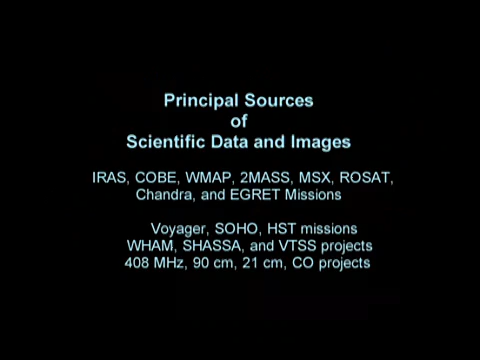 Principal Sources
of
Scientific Data and Images
IRAS, COBE, WMAP, 2MASS, MSX, ROSAT,
Chandra, and EGRET Missions
Voyager, SOHO, HST missions
WHAM, SHASSA, and VTSS projects
408 MHz, 90 cm, 21 cm, CO projects